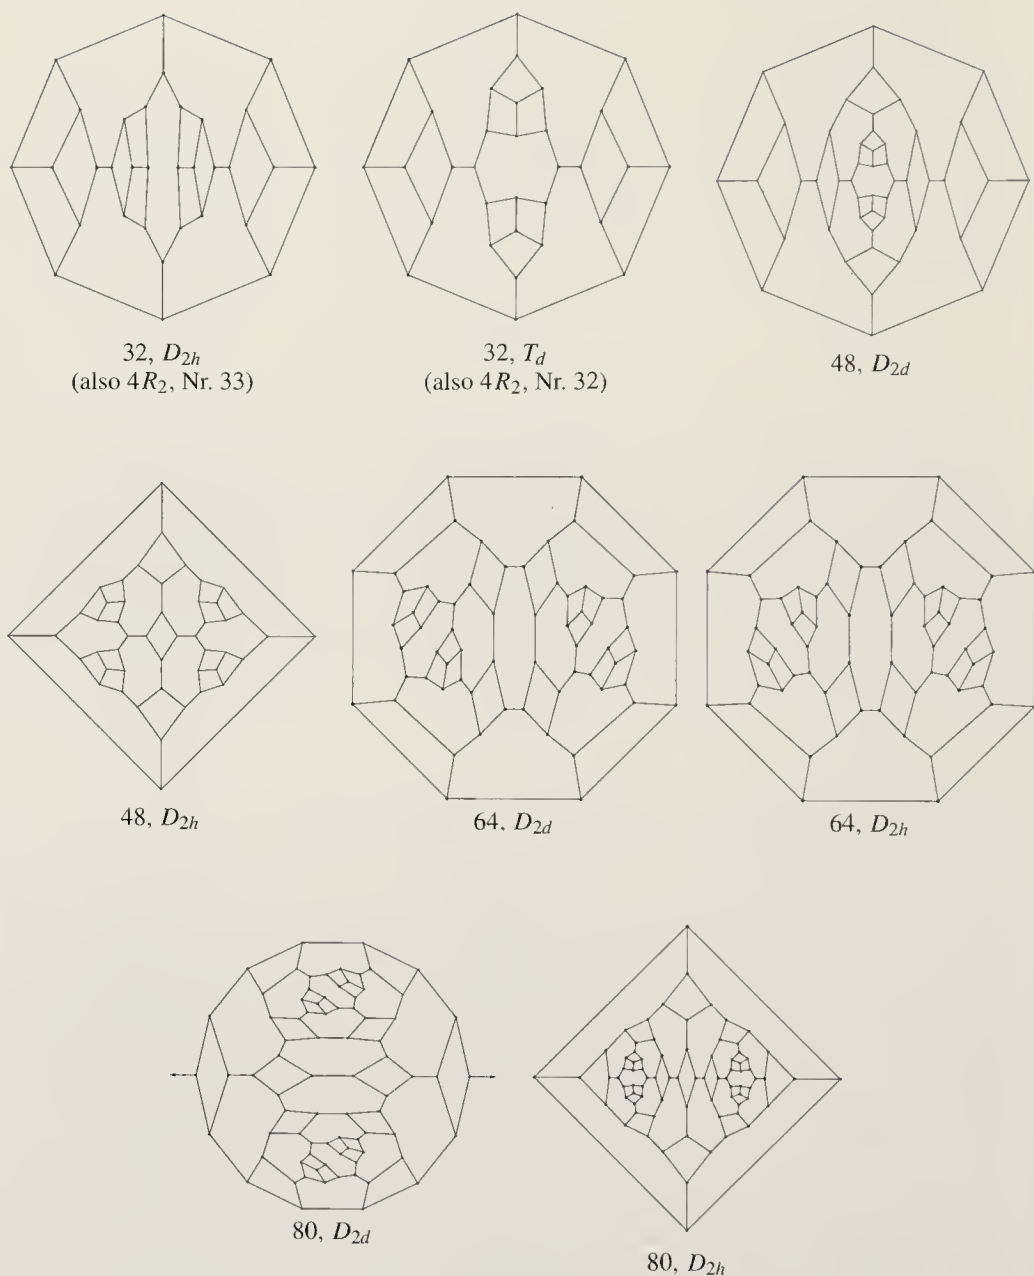 32, D2h
(also 4R2, Nr. 33)
32, Td
(also 4R2, Nr. 32)
48, D2d
48, D2h
64, D2d
64, D2h
80, D2d
80, D2h